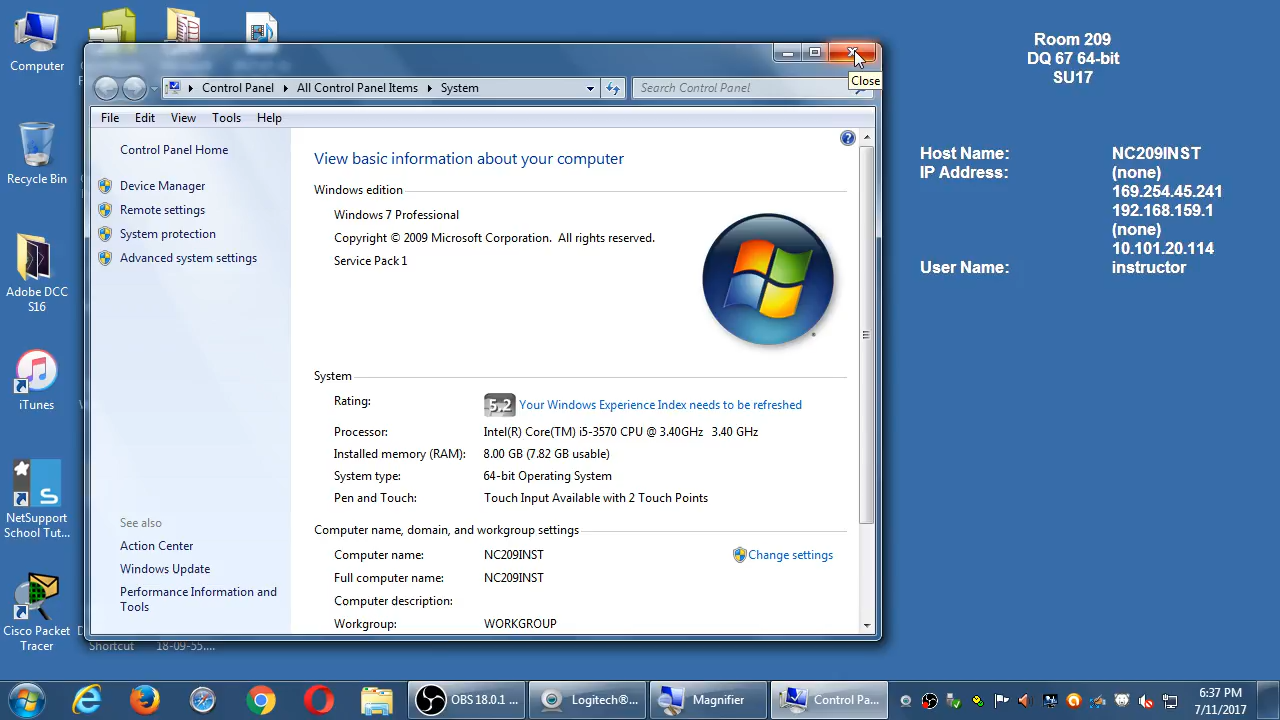 Computer
Recycle Bin
Adobe DCC
S16
iTunes
NetSupport
School Tut...
Cisco Packet
Tracer
Shortcut
18-09-55....
Close
Control Panel
All Control Panel Items
System
Search Control Panel
File
Edit
View
Tools
Help
Control Panel Home
Device Manager
Remote settings
System protection
Advanced system settings
See also
Action Center
Windows Update
Performance Information and
Tools
View basic information about your computer
Windows edition
Windows 7 Professional
Copyright © 2009 Microsoft Corporation.  All rights reserved.
Service Pack 1
System
Rating: 5.2 Your Windows Experience Index needs to be refreshed
Processor: Intel(R) Core(TM) i5-3570 CPU @ 3.40GHz 3.40 GHz
Installed memory (RAM): 8.00 GB (7.82 GB usable)
System type: 64-bit Operating System
Pen and Touch: Touch Input Available with 2 Touch Points
Computer name, domain, and workgroup settings
Computer name: NC209INST Change settings
Full computer name: NC209INST
Computer description:
Workgroup: WORKGROUP
Room 209
DQ 67 64-bit
SU17
Host Name: NC209INST
IP Address: (none)
169.254.45.241
192.168.159.1
(none)
10.101.20.114
User Name: instructor
OBS 18.0.1 ...
Logitech®...
Magnifier
Control Pa...
6:37 PM
7/11/2017